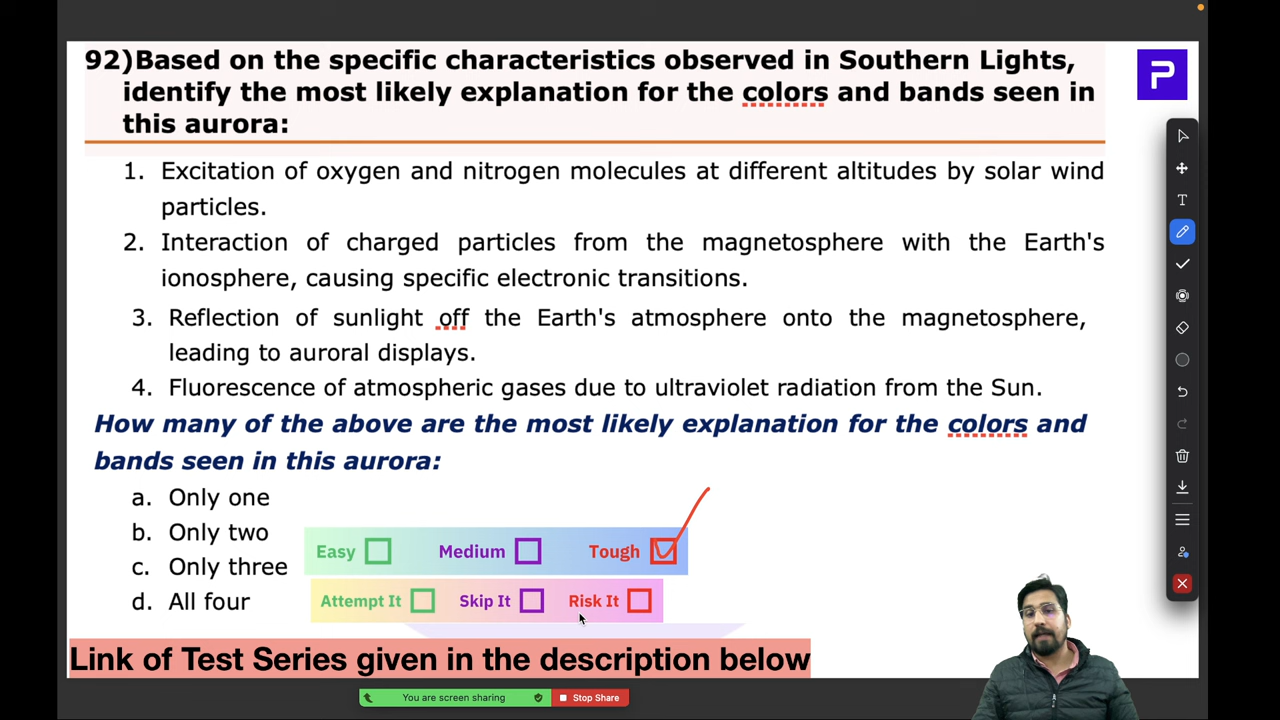 92)Based on the specific characteristics observed in Southern Lights,
identify the most likely explanation for the colors and bands seen in
this aurora:
P
1. Excitation of oxygen and nitrogen molecules at different altitudes by solar wind
particles.
2. Interaction of charged particles from the magnetosphere with the Earth's
ionosphere, causing specific electronic transitions.
3. Reflection of sunlight off the Earth's atmosphere onto the magnetosphere,
leading to auroral displays.
4. Fluorescence of atmospheric gases due to ultraviolet radiation from the Sun.
How many of the above are the most likely explanation for the colors and
bands seen in this aurora:
a. Only one
b. Only two
c. Only three
d. All four
Easy Medium Tough
Attempt It Skip It Risk It
Link of Test Series given in the description below
You are screen sharing Stop Share
T